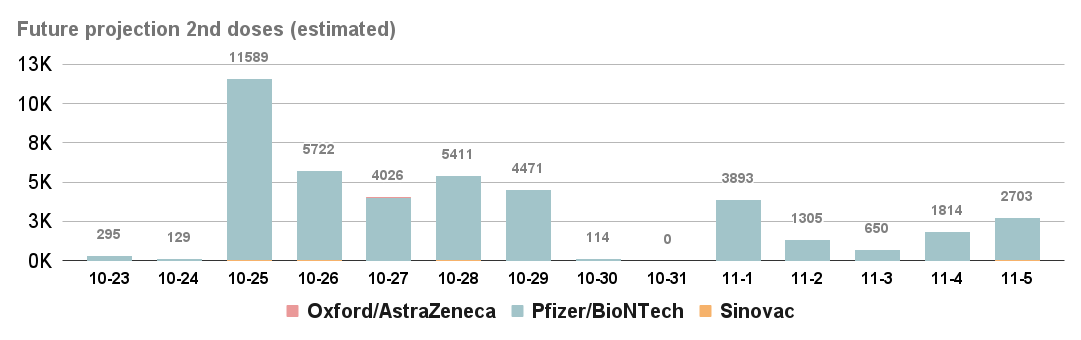 Future projection 2nd doses (estimated)
13K
10K
8K
5K
3K
0K
295
129
11589
5722
4026
5411
4471
114
0
3893
1305
650
1814
2703
10-23 10-24 10-25 10-26 10-27 10-28 10-29 10-30 10-31 11-1 11-2 11-3 11-4 11-5
Oxford/AstraZeneca Pfizer/BioNTech Sinovac